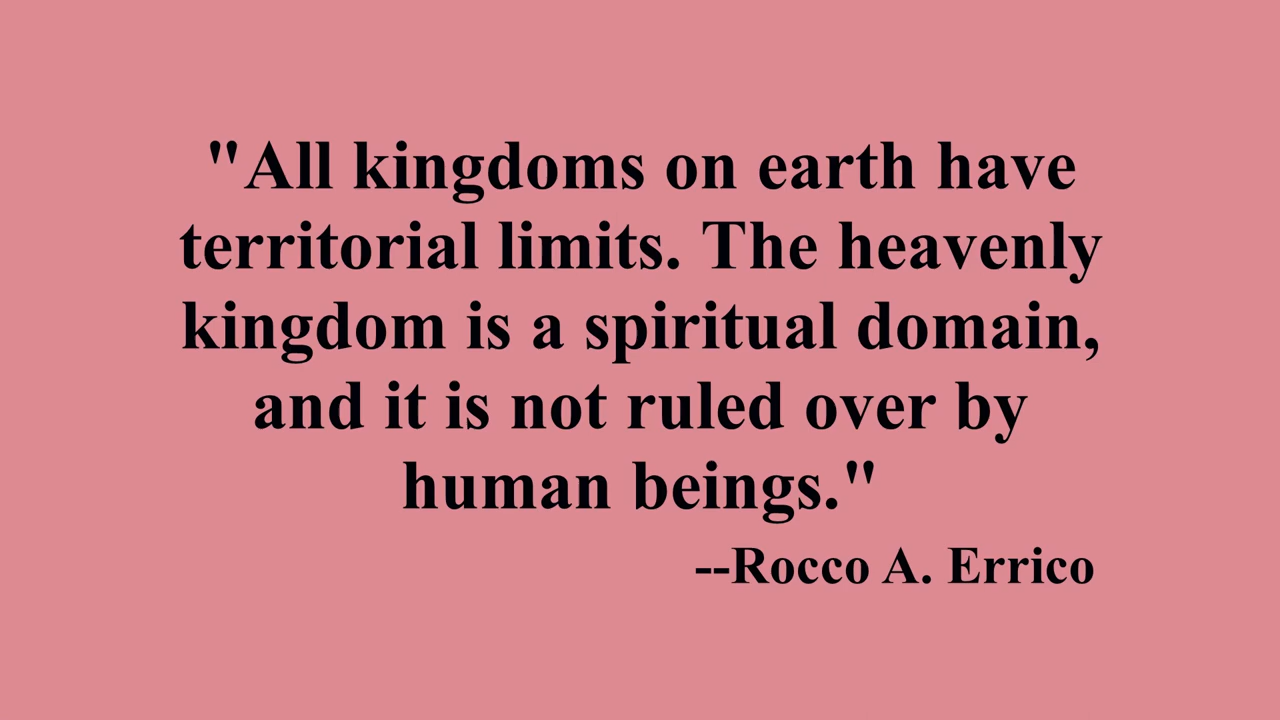 "All kingdoms on earth have
territorial limits. The heavenly
kingdom is a spiritual domain,
and it is not ruled over by
human beings."
--Rocco A. Errico